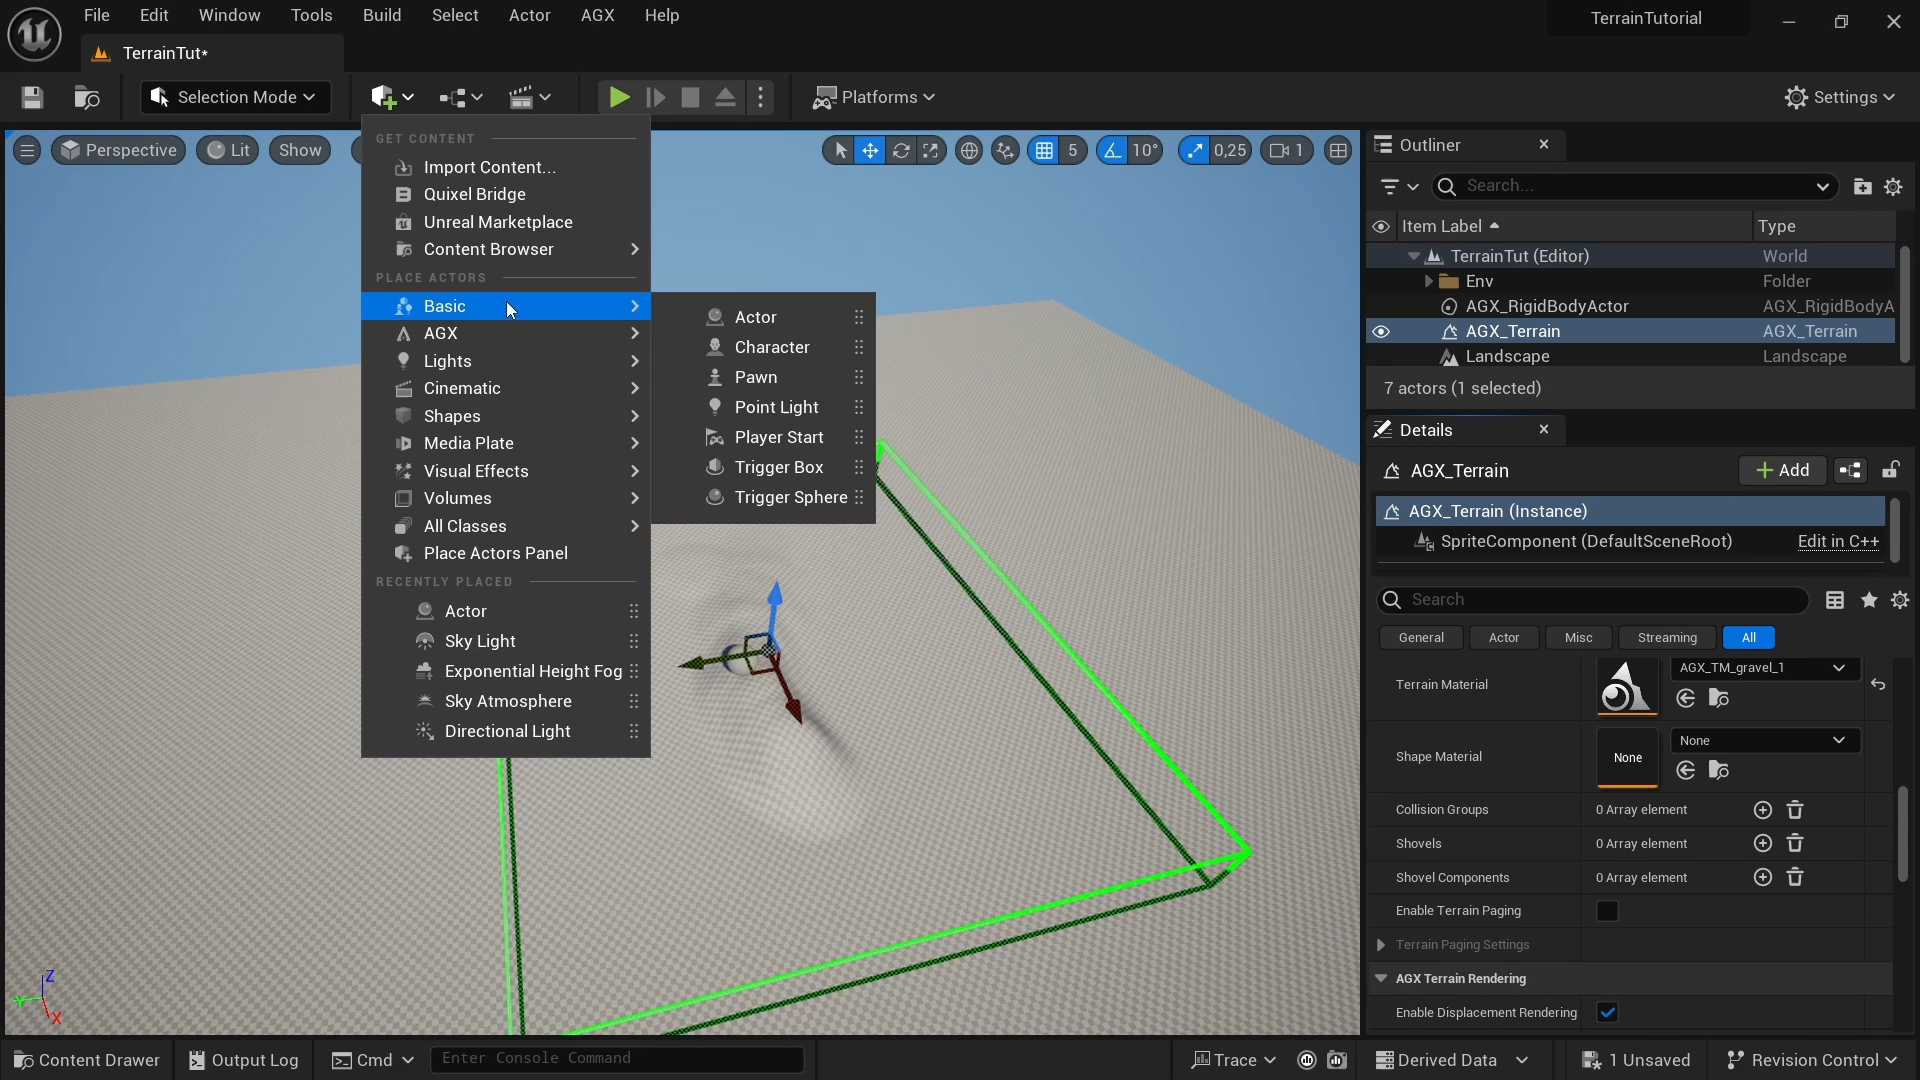 File Edit Window Tools Build Select Actor AGX Help
TerrainTutorial
TerrainTut*
Selection Mode
Platforms
Settings
Perspective
Lit
Show
5
10°
0,25
1
GET CONTENT
Import Content...
Quixel Bridge
Unreal Marketplace
Content Browser
PLACE ACTORS
Basic
AGX
Lights
Cinematic
Shapes
Media Plate
Visual Effects
Volumes
All Classes
Place Actors Panel
RECENTLY PLACED
Actor
Sky Light
Exponential Height Fog
Sky Atmosphere
Directional Light
Actor
Character
Pawn
Point Light
Player Start
Trigger Box
Trigger Sphere
Z
Y
X
Outliner
Search...
Item Label Type
TerrainTut (Editor) World
Env Folder
AGX_RigidBodyActor AGX_RigidBodyA
AGX_Terrain AGX_Terrain
Landscape Landscape
7 actors (1 selected)
Details
AGX_Terrain
Add
AGX_Terrain (Instance)
SpriteComponent (DefaultSceneRoot) Edit in C++
Search
General Actor Misc Streaming All
Terrain Material
AGX_TM_gravel_1
Shape Material
None
None
Collision Groups 0 Array element
Shovels 0 Array element
Shovel Components 0 Array element
Enable Terrain Paging
Terrain Paging Settings
AGX Terrain Rendering
Enable Displacement Rendering
Content Drawer
Output Log
Cmd
Enter Console Command
Trace
Derived Data
1 Unsaved
Revision Control